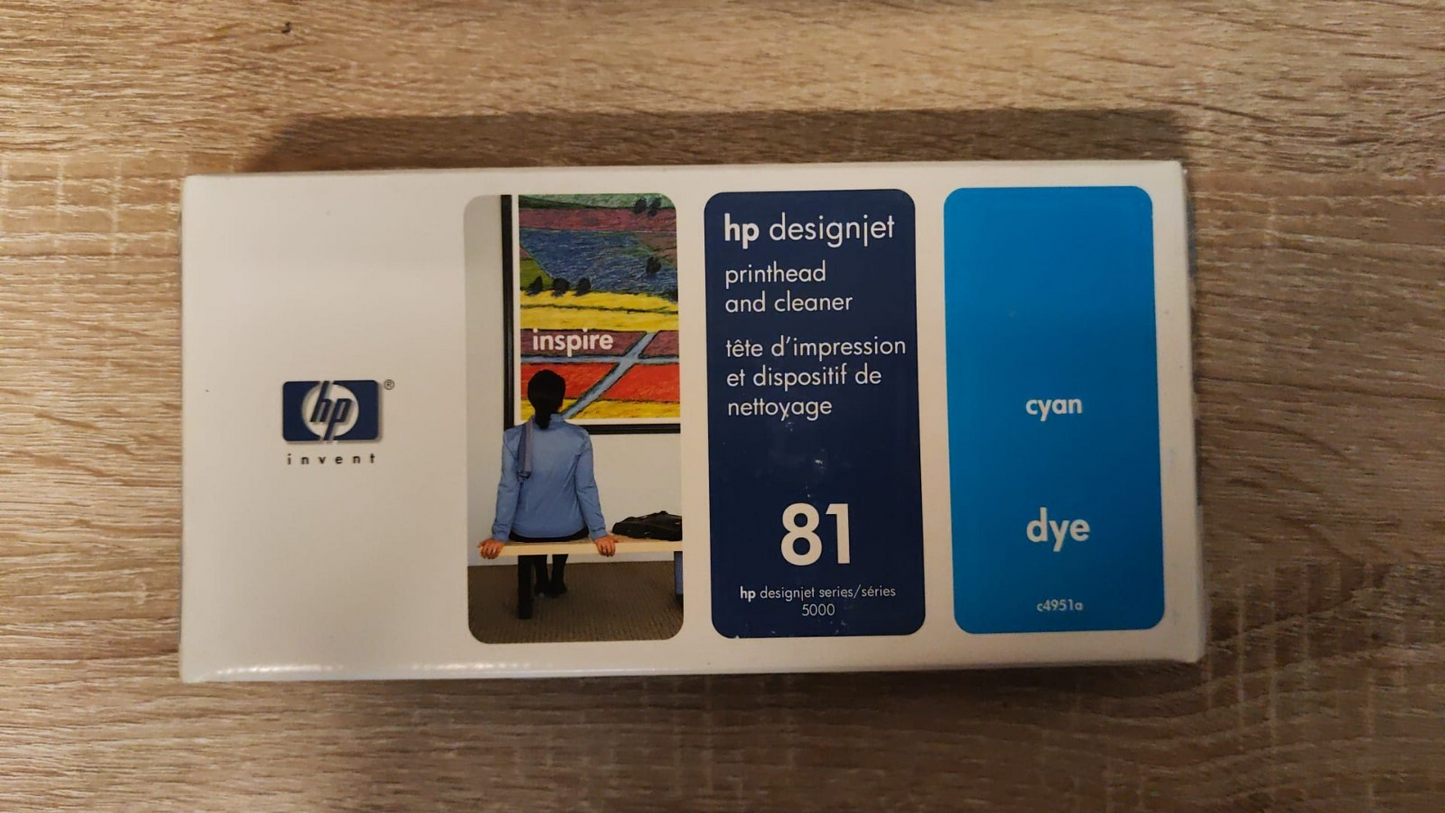 hp
®
invent
inspire
hp designjet
printhead
and cleaner
tête d'impression
et dispositif de
nettoyage
81
hp designjet series/séries
5000
cyan
dye
c4951a